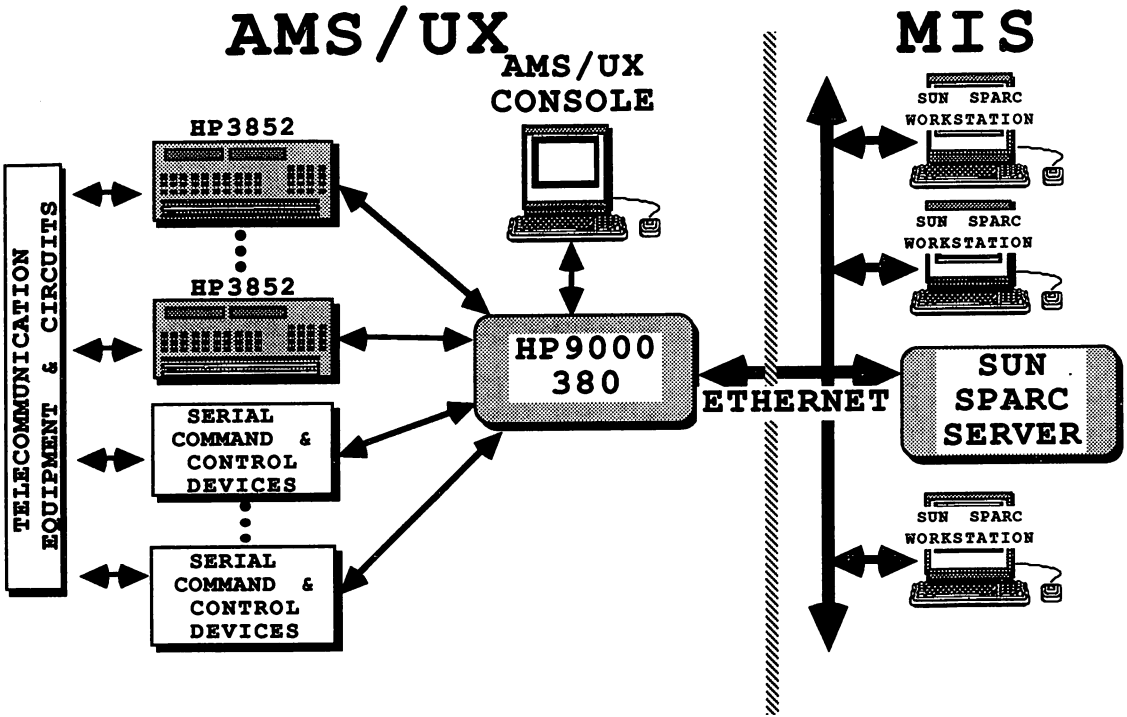 AMS/UX
MIS
AMS/UX
CONSOLE
HP3852
HP3852
TELECOMMUNICATION
EQUIPMENT & CIRCUITS
SERIAL
COMMAND &
CONTROL
DEVICES
SERIAL
COMMAND &
CONTROL
DEVICES
HP9000
380
ETHERNET
SUN SPARC
WORKSTATION
SUN SPARC
WORKSTATION
SUN
SPARC
SERVER
SUN SPARC
WORKSTATION